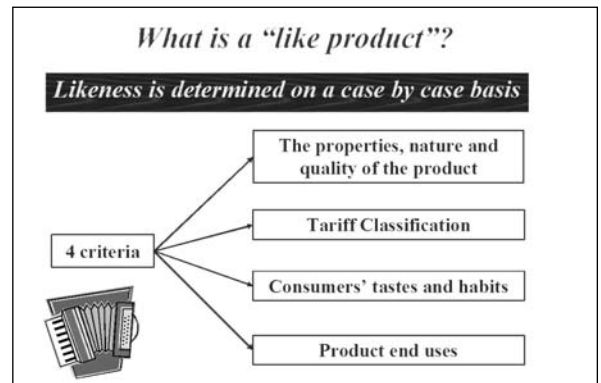 What is a “like product”?
Likeness is determined on a case by case basis
The properties, nature and
quality of the product
Tariff Classification
4 criteria
Consumers’ tastes and habits
Product end uses